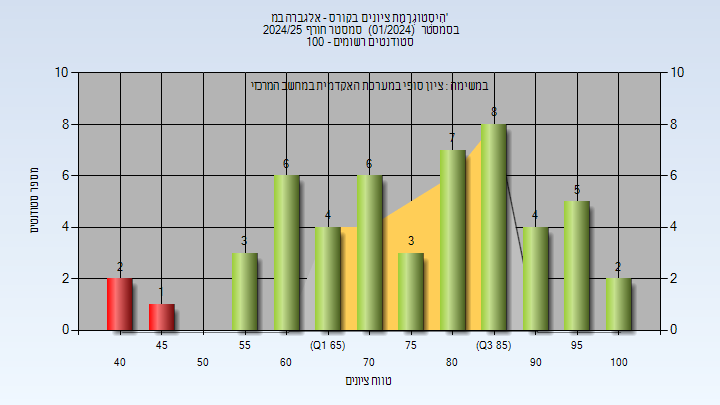 היסטוגרמת ציונים בקורס - אלגברה במ'
בסמסטר (01/2024) סמסטר חורף 2024/25
סטודנטים רשומים - 100
במשימה : ציון סופי במערכת האקדמית במחשב המרכזי
10 10
8 8
6 6
4 4
2 2
0 0
2 1 3 6 4 6 3 7 8 4 5 2
מספר סטודנטים
45 55 (Q1 65) 75 (Q3 85) 95
40 50 60 70 80 90 100
טווח ציונים